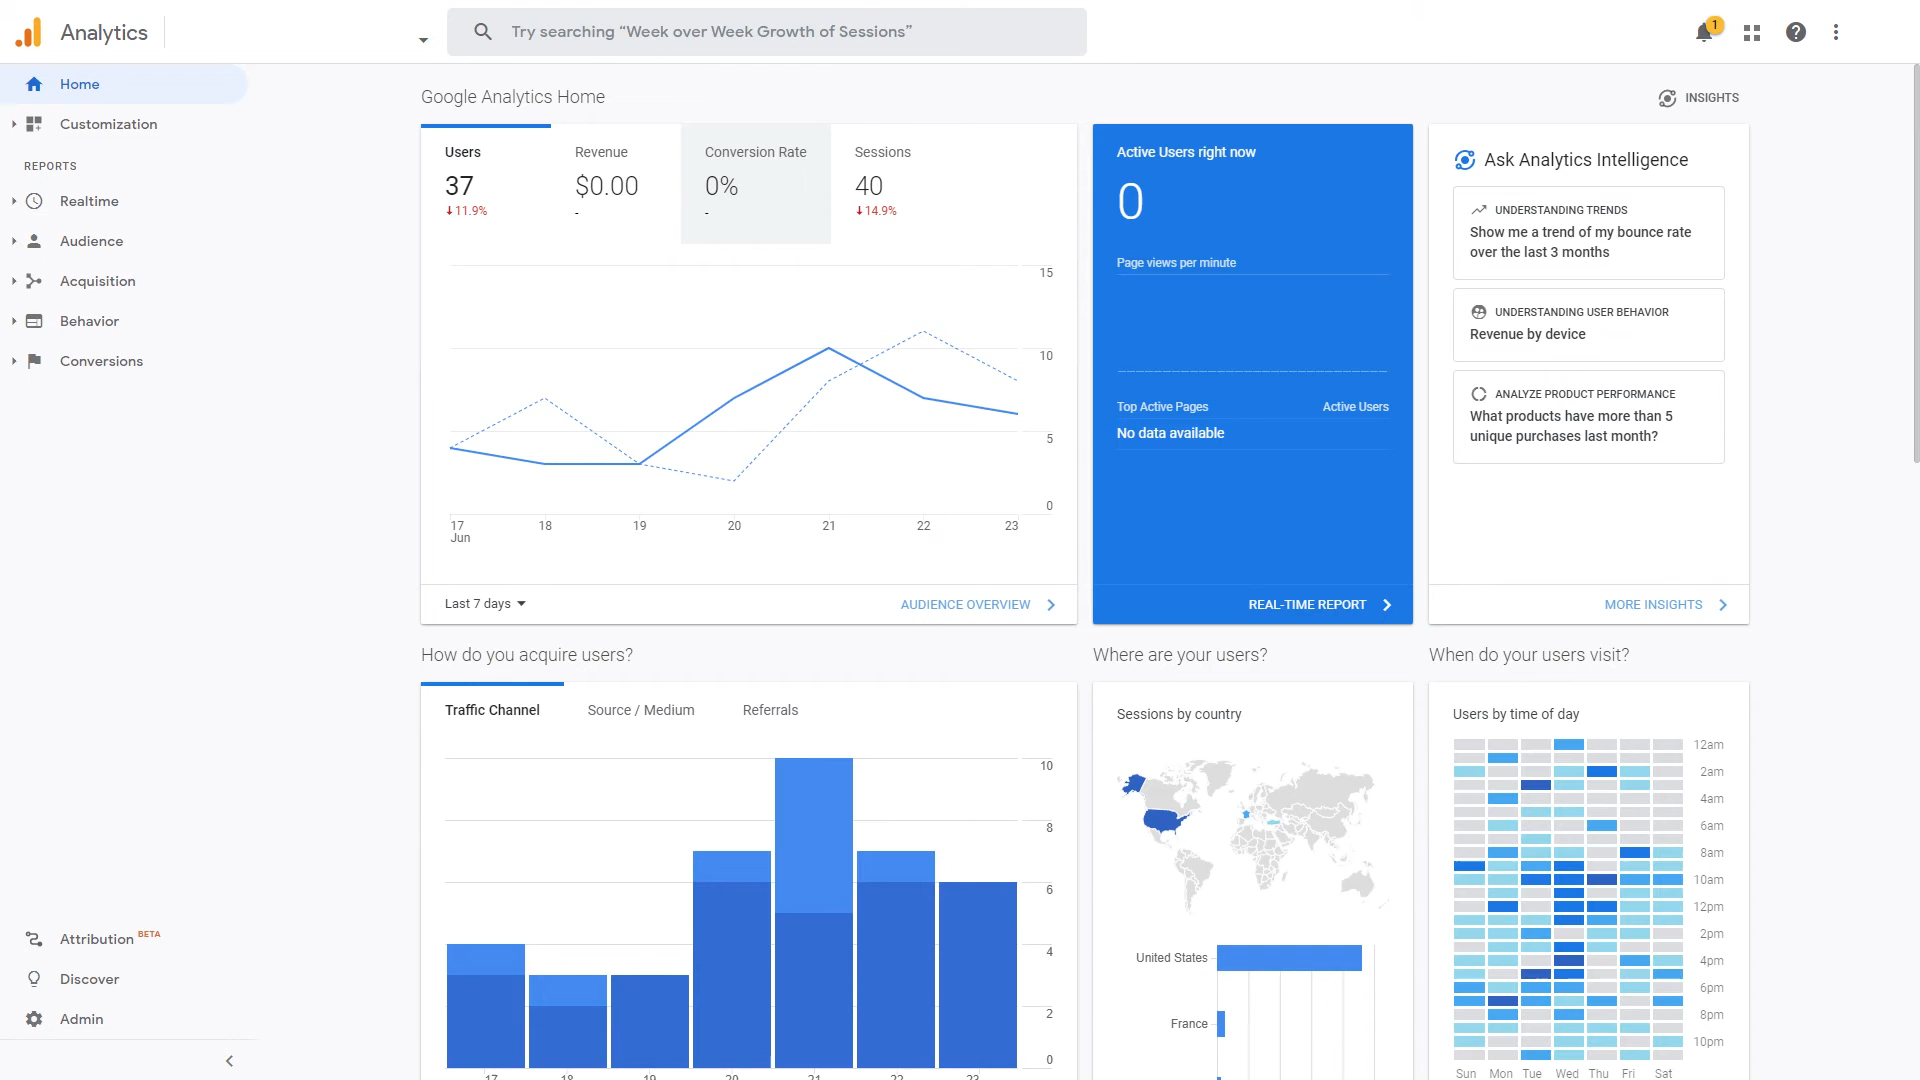 Analytics
Try searching “Week over Week Growth of Sessions”
1
Home
Customization
REPORTS
Realtime
Audience
Acquisition
Behavior
Conversions
Attribution BETA
Discover
Admin
Google Analytics Home
INSIGHTS
Users
37
11.9%
Revenue
$0.00
-
Conversion Rate
0%
-
Sessions
40
14.9%
15
10
5
0
17 18 19 20 21 22 23
Jun
Last 7 days
AUDIENCE OVERVIEW
Active Users right now
0
Page views per minute
Top Active Pages Active Users
No data available
REAL-TIME REPORT
Ask Analytics Intelligence
UNDERSTANDING TRENDS
Show me a trend of my bounce rate
over the last 3 months
UNDERSTANDING USER BEHAVIOR
Revenue by device
ANALYZE PRODUCT PERFORMANCE
What products have more than 5
unique purchases last month?
MORE INSIGHTS
How do you acquire users?
Traffic Channel Source / Medium Referrals
10
8
6
4
2
0
17 18 19 20 21 22 23
Where are your users?
Sessions by country
United States
France
When do your users visit?
Users by time of day
12am
2am
4am
6am
8am
10am
12pm
2pm
4pm
6pm
8pm
10pm
Sun Mon Tue Wed Thu Fri Sat